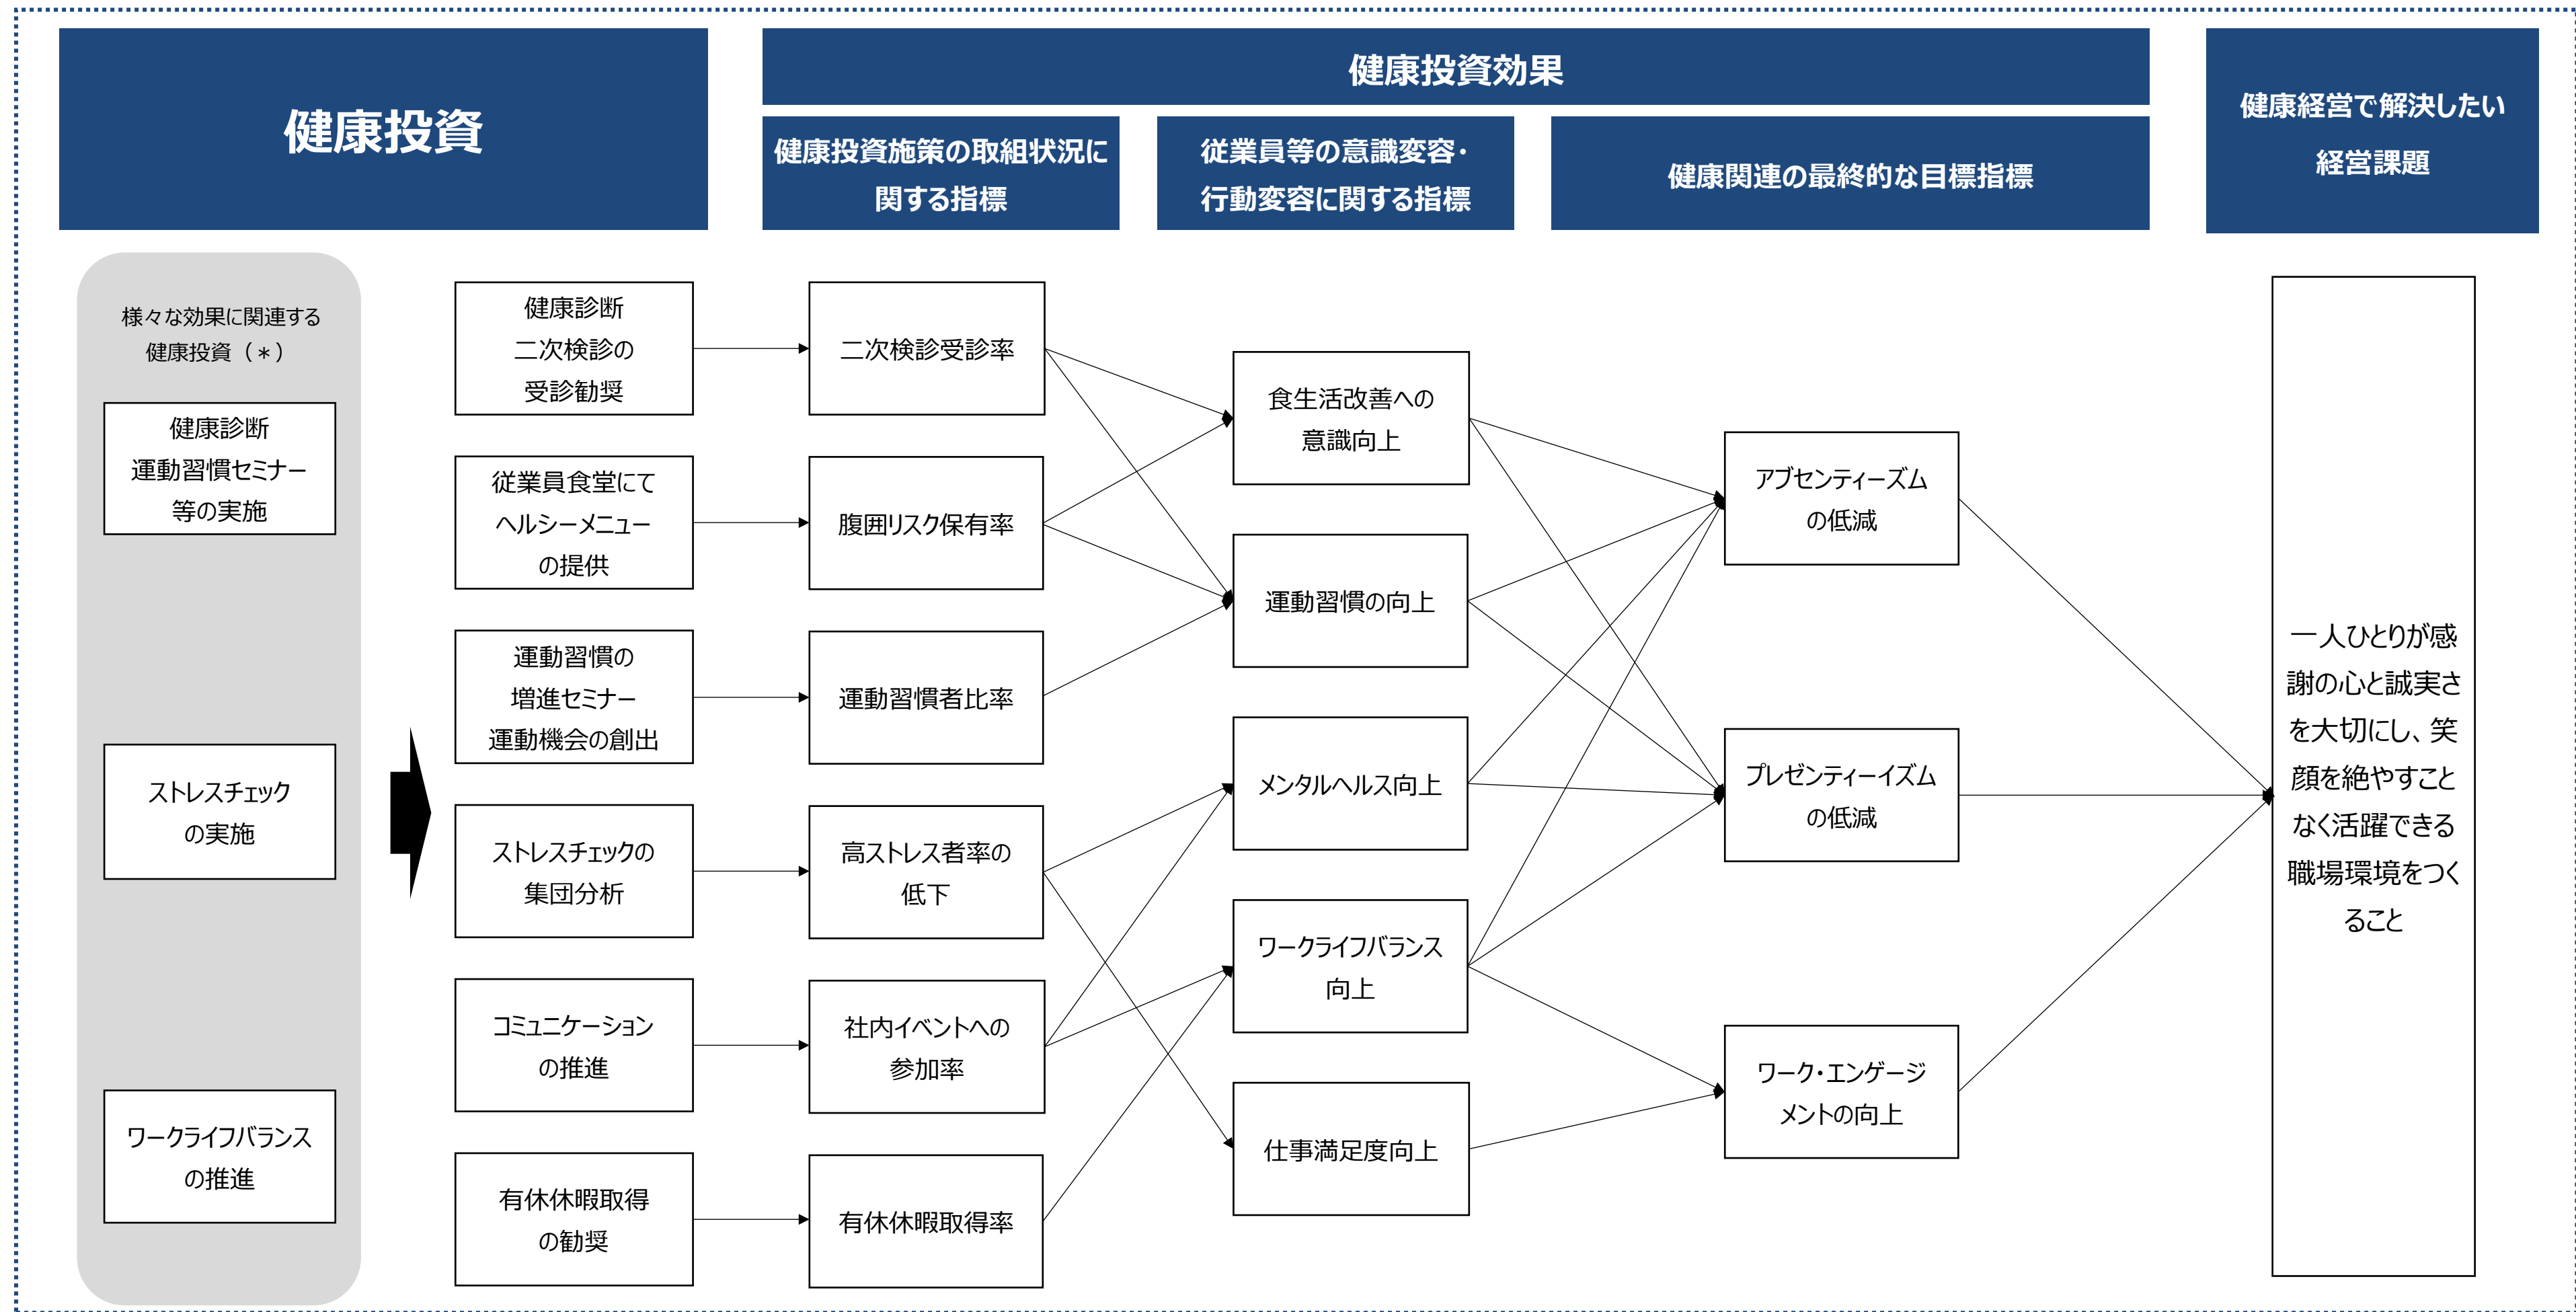 健康投資
健康投資効果
健康投資施策の取組状況に
関する指標
従業員等の意識変容・
行動変容に関する指標
健康関連の最終的な目標指標
健康経営で解決したい
経営課題
様々な効果に関連する
健康投資（＊）
健康診断
運動習慣セミナー
等の実施
ストレスチェック
の実施
ワークライフバランス
の推進
健康診断
二次検診の
受診勧奨
従業員食堂にて
ヘルシーメニュー
の提供
運動習慣の
増進セミナー
運動機会の創出
ストレスチェックの
集団分析
コミュニケーション
の推進
有休休暇取得
の勧奨
二次検診受診率
腹囲リスク保有率
運動習慣者比率
高ストレス者率の
低下
社内イベントへの
参加率
有休休暇取得率
食生活改善への
意識向上
運動習慣の向上
メンタルヘルス向上
ワークライフバランス
向上
仕事満足度向上
アブセンティーズム
の低減
プレゼンティーイズム
の低減
ワーク・エンゲージ
メントの向上
一人ひとりが感
謝の心と誠実さ
を大切にし、笑
顔を絶やすこと
なく活躍できる
職場環境をつく
ること